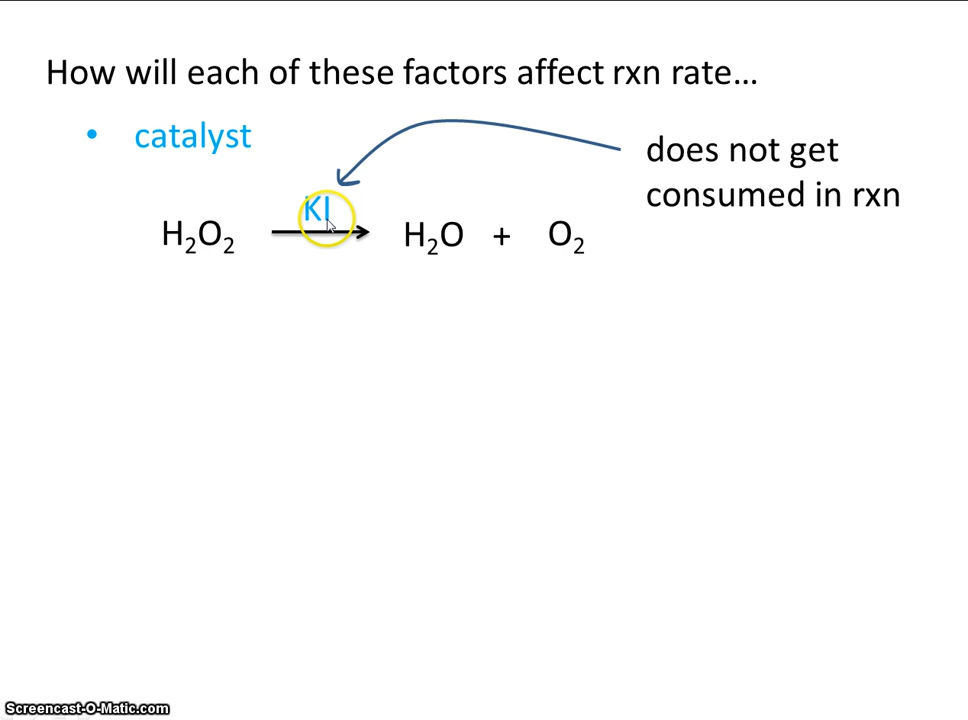 How will each of these factors affect rxn rate…
• catalyst
does not get
consumed in rxn
KI
H₂O₂ → H₂O + O₂
Screencast-O-Matic.com